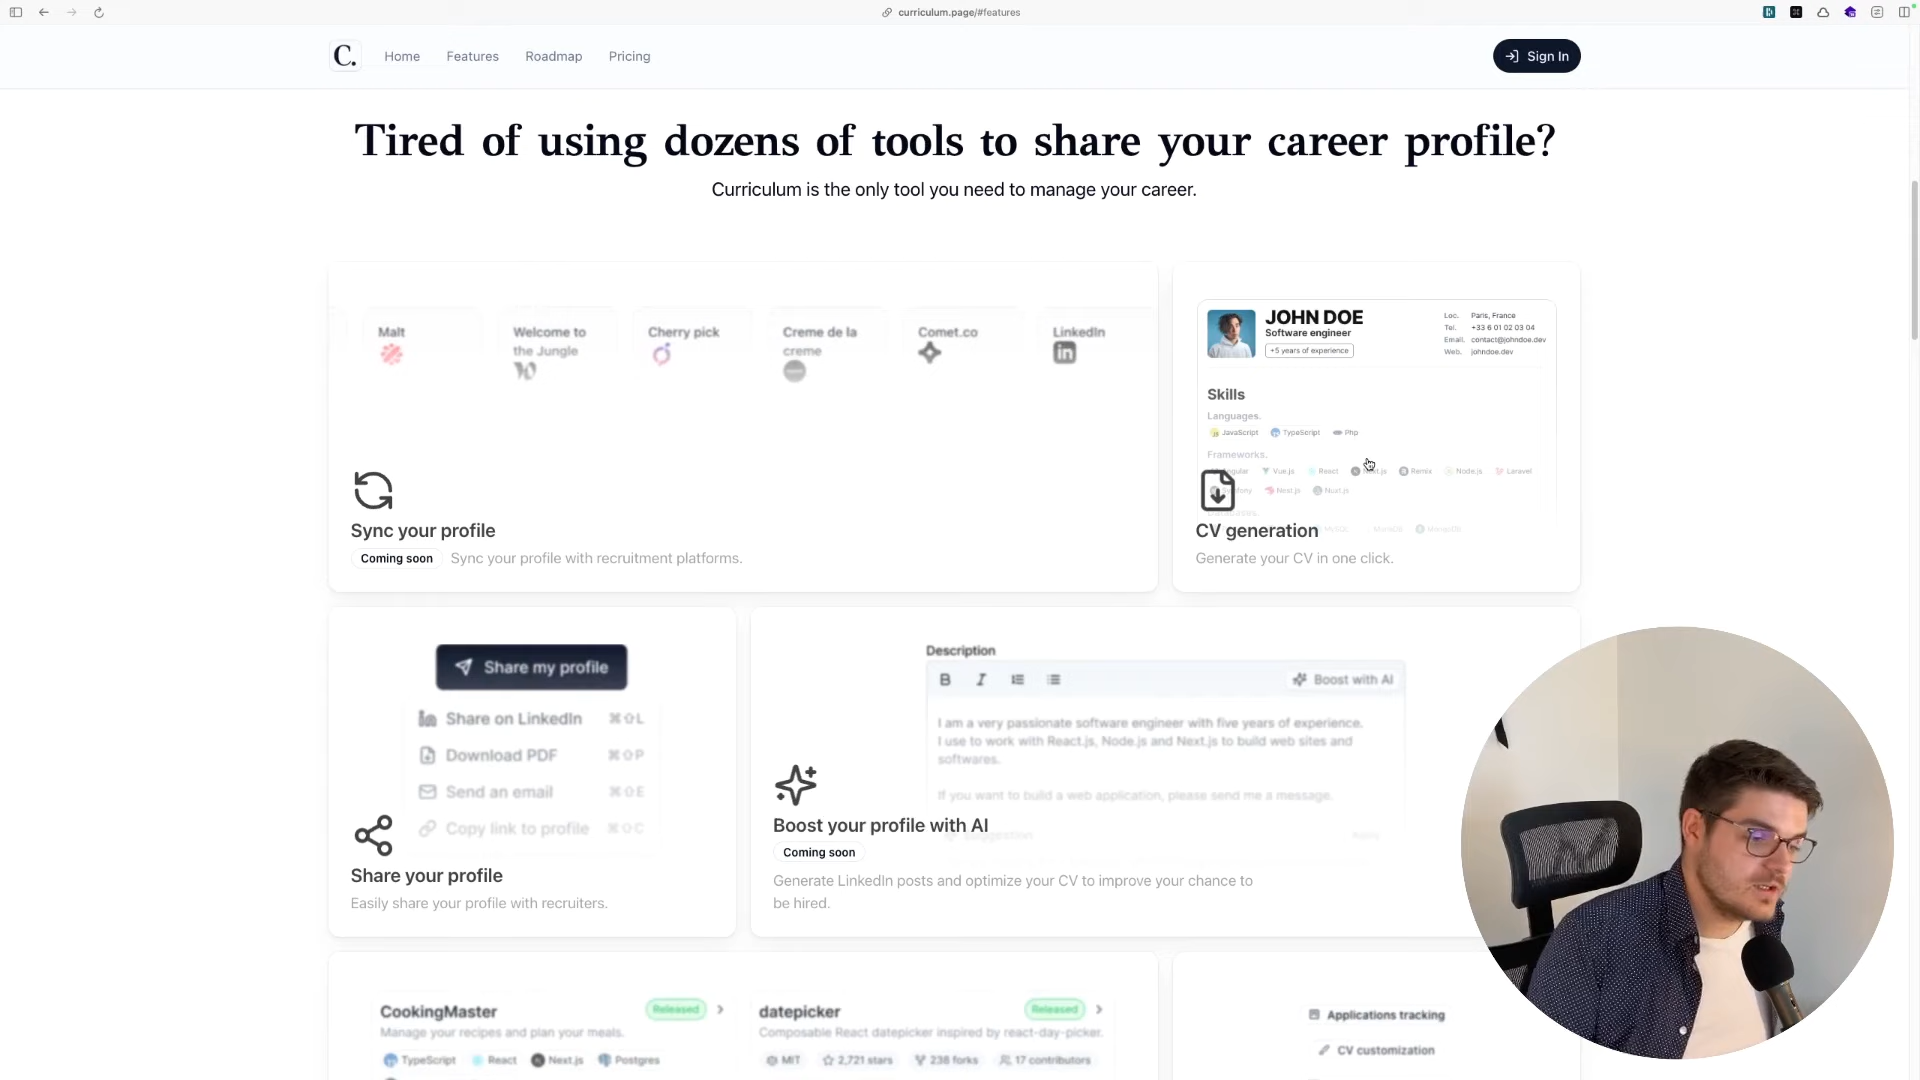 curriculum.page/#features
C.
Home
Features
Roadmap
Pricing
Sign In
Tired of using dozens of tools to share your career profile?
Curriculum is the only tool you need to manage your career.
Malt
Welcome to
the Jungle
Cherry pick
Creme de la
creme
Comet.co
LinkedIn
Sync your profile
Coming soon
Sync your profile with recruitment platforms.
JOHN DOE
Software engineer
+5 years of experience
Loc. Paris, France
Tel. +33 6 01 02 03 04
Email. contact@johndoe.dev
Web. johndoe.dev
Skills
Languages.
JavaScript TypeScript Php
Frameworks.
Vue.js React Remix Node.js Laravel
Nest.js Nuxt.js
CV generation
Generate your CV in one click.
Share my profile
Share on LinkedIn ⌘⇧L
Download PDF ⌘⇧P
Send an email ⌘⇧E
Copy link to profile ⌘⇧C
Share your profile
Easily share your profile with recruiters.
Description
B I Boost with AI
I am a very passionate software engineer with five years of experience.
I use to work with React.js, Node.js and Next.js to build web sites and
softwares.
If you want to build a web application, please send me a message.
Boost your profile with AI
Coming soon
Generate LinkedIn posts and optimize your CV to improve your chance to
be hired.
CookingMaster
Released
Manage your recipes and plan your meals.
TypeScript React Next.js Postgres
datepicker
Released
Composable React datepicker inspired by react-day-picker.
MIT 2,721 stars 238 forks 17 contributors
Applications tracking
CV customization